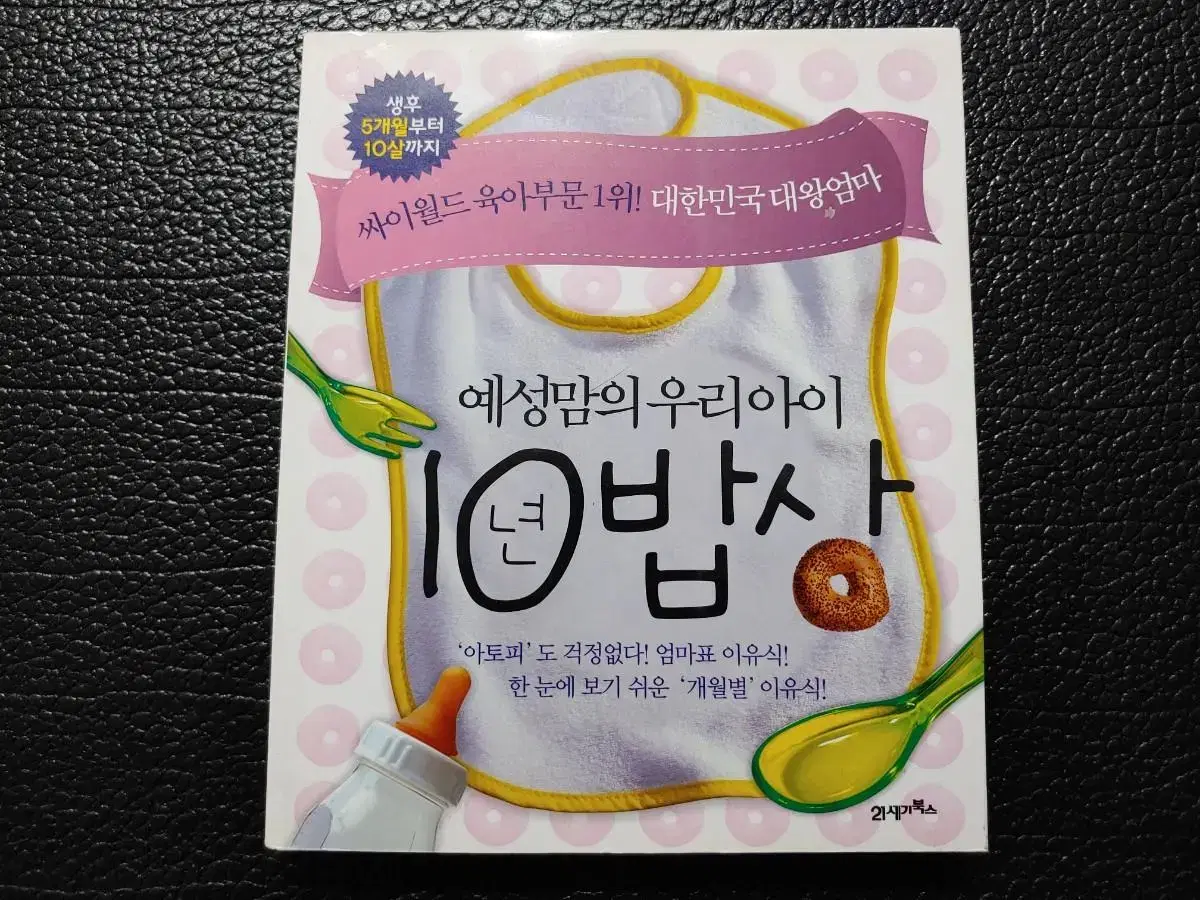 생후
5개월부터
10살까지
싸이월드 육아부문 1위! 대한민국 대왕엄마
예성맘의 우리아이
10년 밥상
‘아토피’도 걱정없다! 엄마표 이유식!
한 눈에 보기 쉬운 ‘개월별’ 이유식!
21세기북스